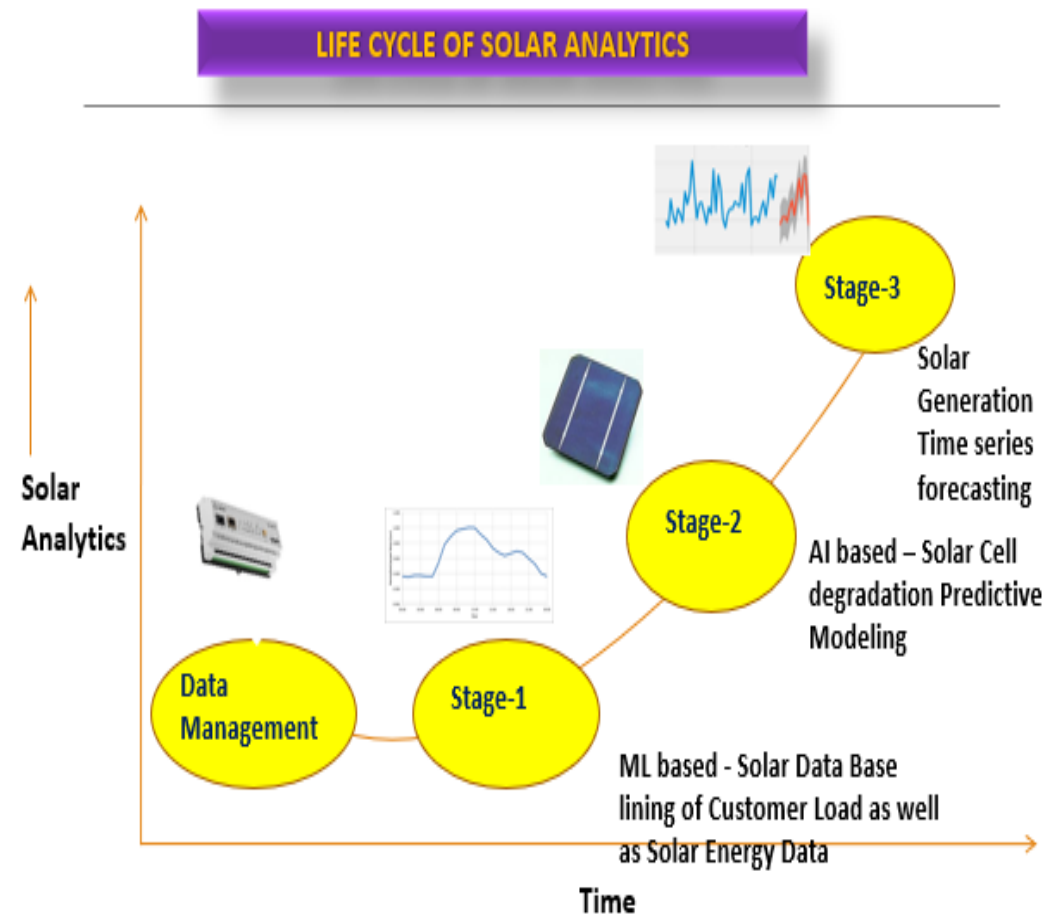 LIFE CYCLE OF SOLAR ANALYTICS
Stage-3
Solar
Generation
Time series
forecasting
Solar
Analytics
Stage-2
AI based – Solar Cell
degradation Predictive
Modeling
Data
Management
Stage-1
ML based - Solar Data Base
lining of Customer Load as well
as Solar Energy Data
Time